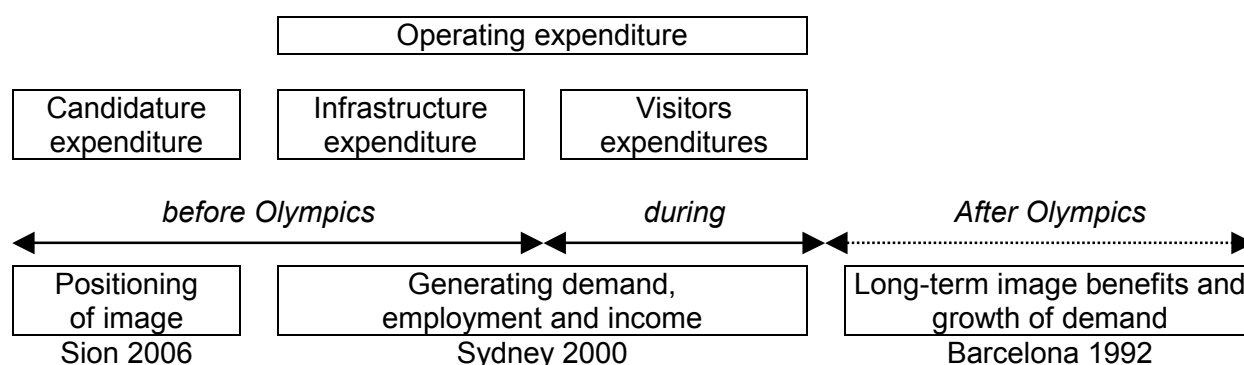 Operating expenditure
Candidature
expenditure
Infrastructure
expenditure
Visitors
expenditures
before Olympics
during
After Olympics
Positioning
of image
Sion 2006
Generating demand,
employment and income
Sydney 2000
Long-term image benefits and
growth of demand
Barcelona 1992